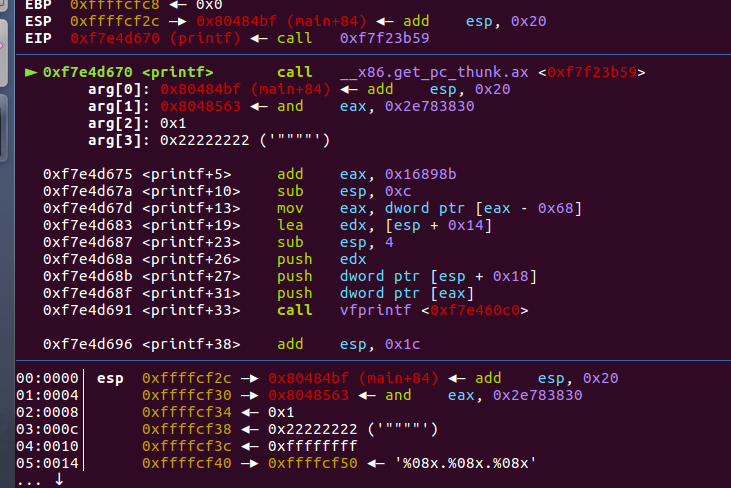 EBP 0xffffcfc8 ◂— 0x0
ESP 0xffffcf2c —▸ 0x80484bf (main+84) ◂— add esp, 0x20
EIP 0xf7e4d670 (printf) ◂— call 0xf7f23b59
► 0xf7e4d670 <printf> call __x86.get_pc_thunk.ax <0xf7f23b59>
arg[0]: 0x80484bf (main+84) ◂— add esp, 0x20
arg[1]: 0x8048563 ◂— and eax, 0x2e783830
arg[2]: 0x1
arg[3]: 0x22222222 ('""""')
0xf7e4d675 <printf+5> add eax, 0x16898b
0xf7e4d67a <printf+10> sub esp, 0xc
0xf7e4d67d <printf+13> mov eax, dword ptr [eax - 0x68]
0xf7e4d683 <printf+19> lea edx, [esp + 0x14]
0xf7e4d687 <printf+23> sub esp, 4
0xf7e4d68a <printf+26> push edx
0xf7e4d68b <printf+27> push dword ptr [esp + 0x18]
0xf7e4d68f <printf+31> push dword ptr [eax]
0xf7e4d691 <printf+33> call vfprintf <0xf7e460c0>
0xf7e4d696 <printf+38> add esp, 0x1c
00:0000│ esp 0xffffcf2c —▸ 0x80484bf (main+84) ◂— add esp, 0x20
01:0004│ 0xffffcf30 —▸ 0x8048563 ◂— and eax, 0x2e783830
02:0008│ 0xffffcf34 ◂— 0x1
03:000c│ 0xffffcf38 ◂— 0x22222222 ('""""')
04:0010│ 0xffffcf3c ◂— 0xffffffff
05:0014│ 0xffffcf40 —▸ 0xffffcf50 ◂— '%08x.%08x.%08x'
... ↓